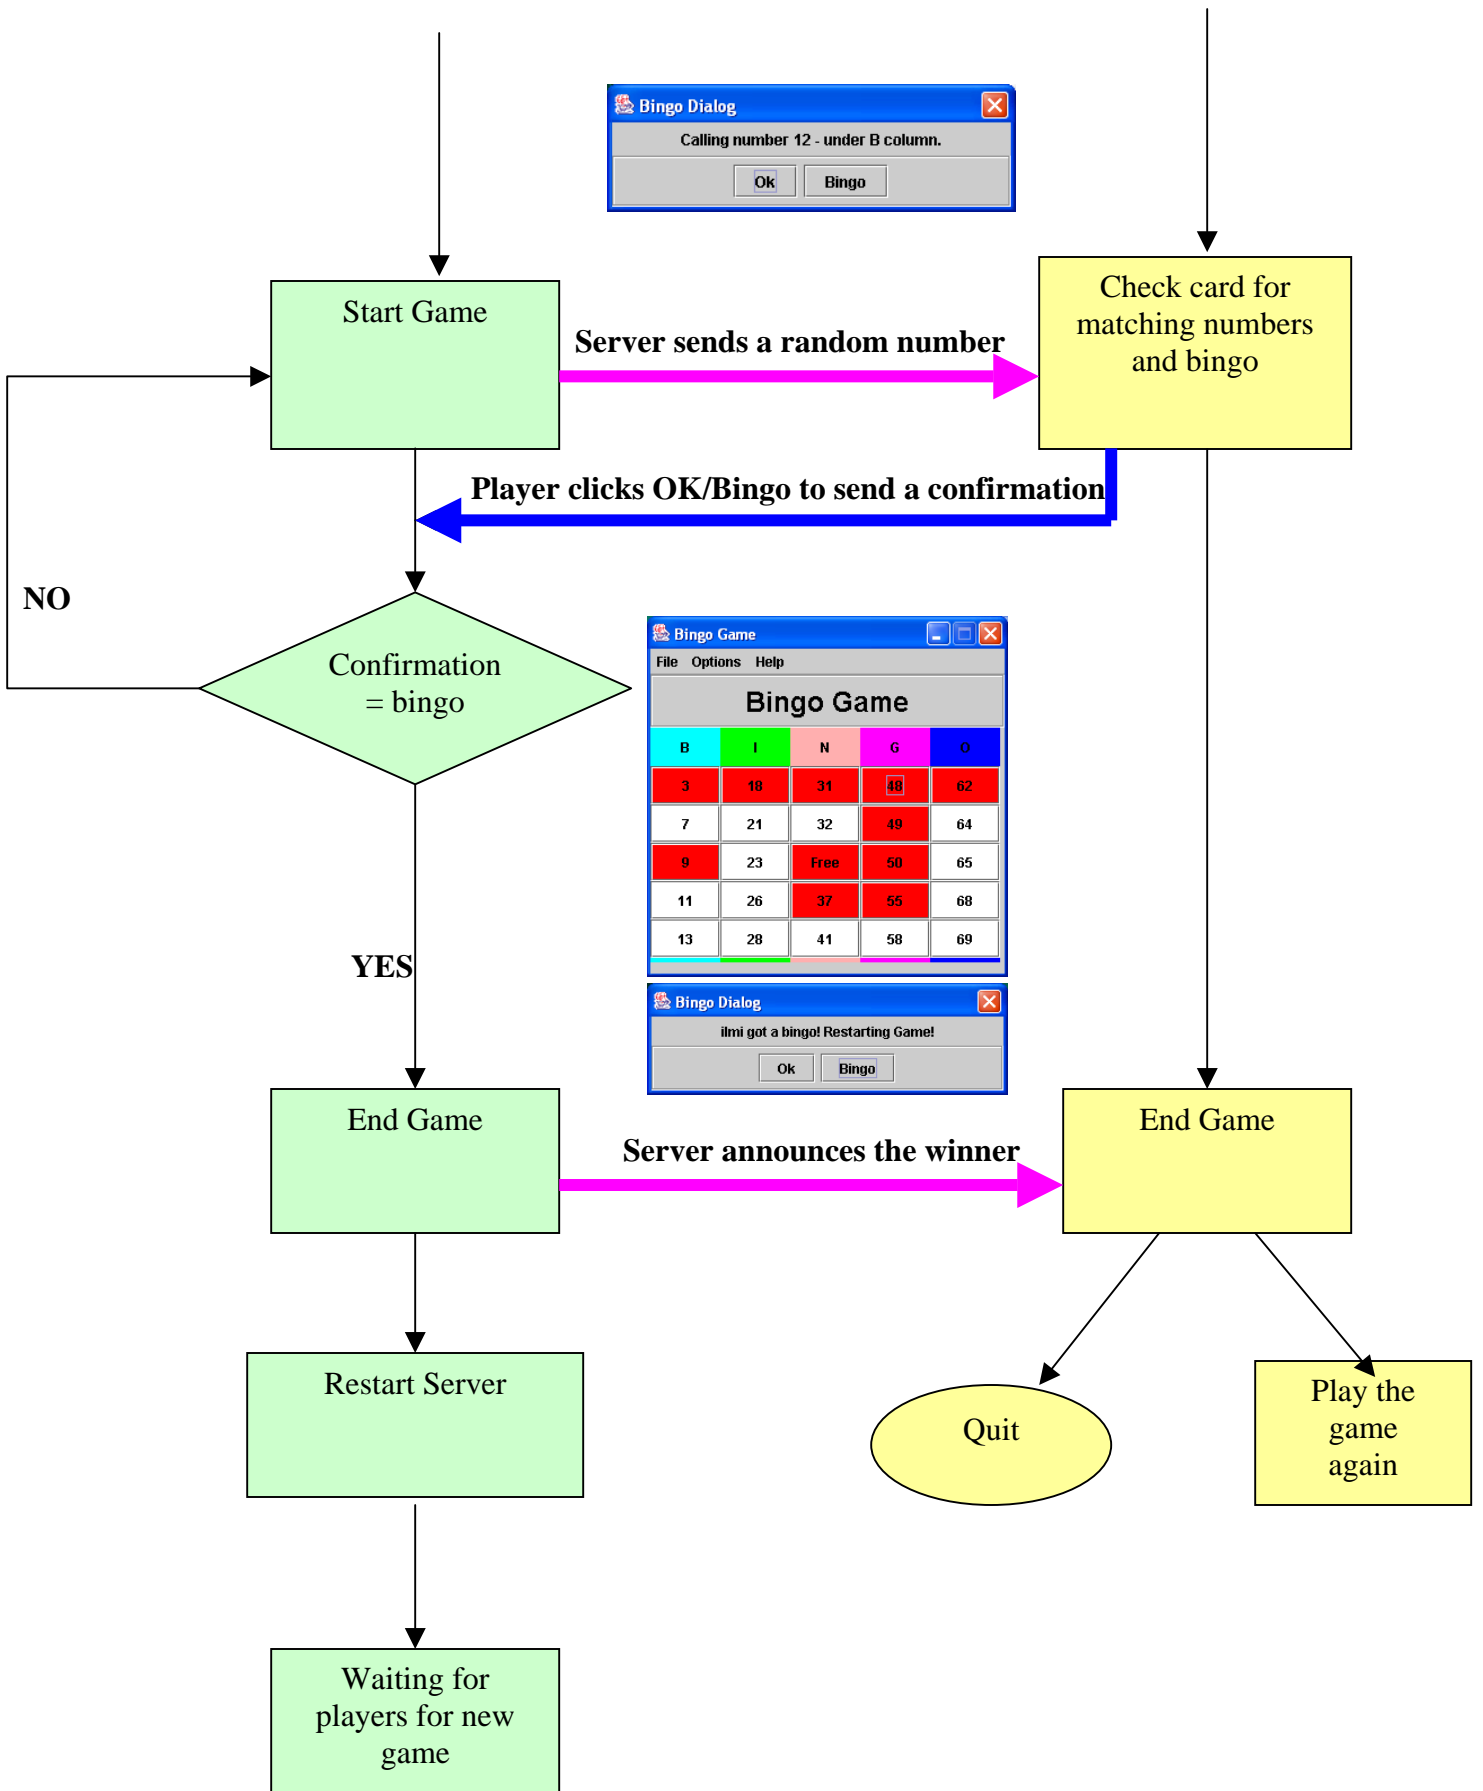 Bingo Dialog
Calling number 12 - under B column.
Ok Bingo
Start Game
Server sends a random number
Check card for
matching numbers
and bingo
Player clicks OK/Bingo to send a confirmation
NO
Confirmation
= bingo
Bingo Game
File Options Help
Bingo Game
B I N G O
3 18 31 48 62
7 21 32 49 64
9 23 Free 50 65
11 26 37 55 68
13 28 41 58 69
YES
Bingo Dialog
ilmi got a bingo! Restarting Game!
Ok Bingo
End Game
Server announces the winner
End Game
Restart Server
Quit
Play the
game
again
Waiting for
players for new
game